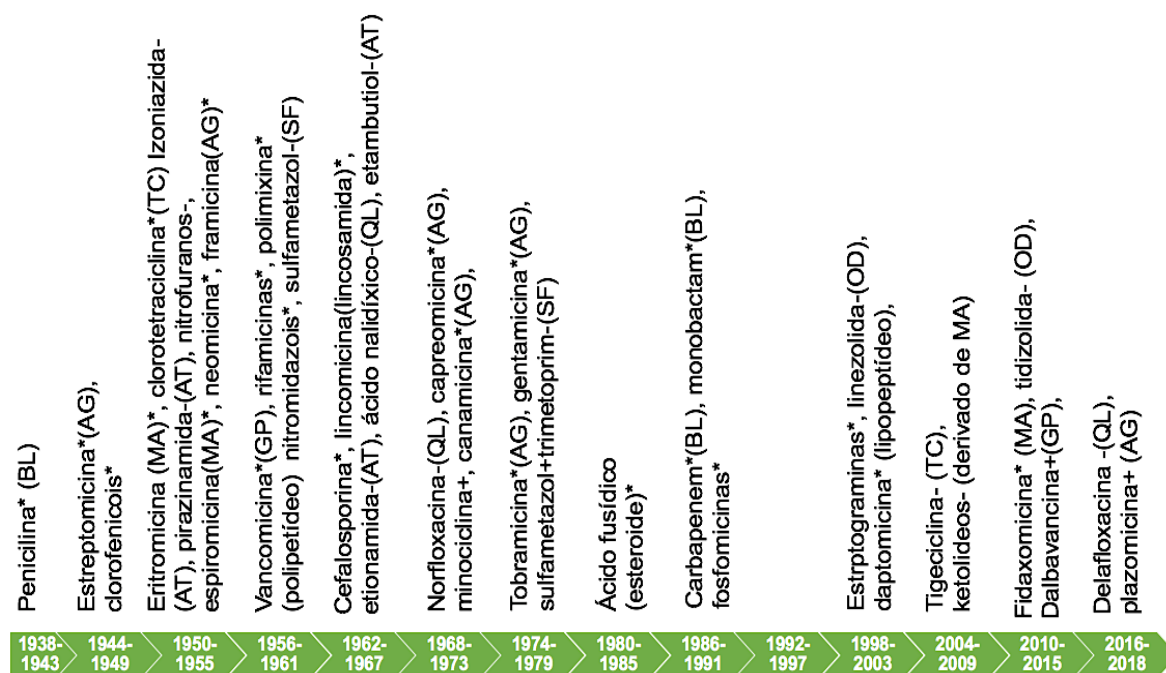 Penicilina* (BL)
Estreptomicina*(AG),
clorofenicois*
Eritromicina (MA)*, clorotetraciclina*(TC) Izoniazida-
(AT), pirazinamida-(AT), nitrofuranos-,
espiromicina(MA)*, neomicina*, framicina(AG)*
Vancomicina*(GP), rifamicinas*, polimixina*
(polipetídeo) nitromidazois*, sulfametazol-(SF)
Cefalosporina*, lincomicina(lincosamida)*,
etionamida-(AT), ácido nalidíxico-(QL), etambutiol-(AT)
Norfloxacina-(QL), capreomicina*(AG),
minociclina+, canamicina*(AG),
Tobramicina*(AG), gentamicina*(AG),
sulfametazol+trimetoprim-(SF)
Ácido fusídico
(esteroide)*
Carbapenem*(BL), monobactam*(BL),
fosfomicinas*
Estrptograminas*, linezolida-(OD),
daptomicina* (lipopeptídeo),
Tigeciclina- (TC),
ketolideos- (derivado de MA)
Fidaxomicina* (MA), tidizolida- (OD),
Dalbavancina+(GP),
Delafloxacina -(QL),
plazomicina+ (AG)
1938-
1943
1944-
1949
1950-
1955
1956-
1961
1962-
1967
1968-
1973
1974-
1979
1980-
1985
1986-
1991
1992-
1997
1998-
2003
2004-
2009
2010-
2015
2016-
2018